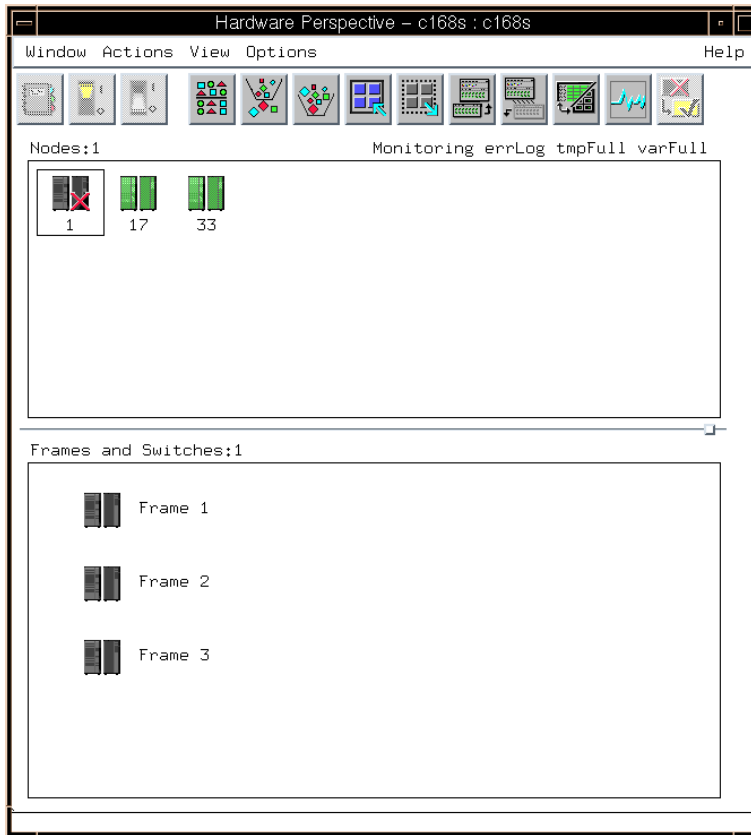 Hardware Perspective – c168s : c168s
Window Actions View Options Help
Nodes:1 Monitoring errLog tmpFull varFull
1 17 33
Frames and Switches:1
Frame 1
Frame 2
Frame 3